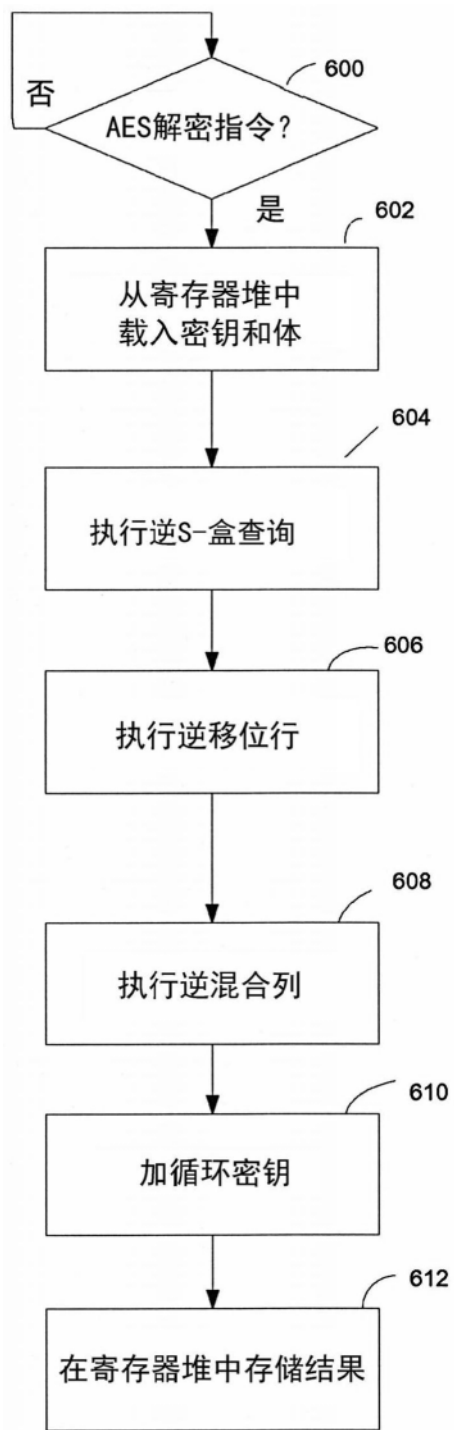 600
否
AES解密指令?
是
602
从寄存器堆中
载入密钥和体
604
执行逆S-盒查询
606
执行逆移位行
608
执行逆混合列
610
加循环密钥
612
在寄存器堆中存储结果